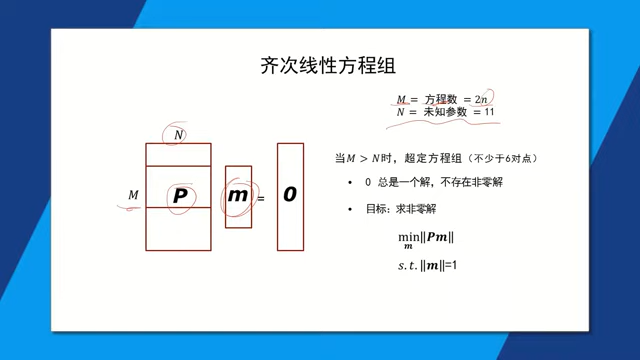 齐次线性方程组
M = 方程数 = 2n
N = 未知参数 = 11
N
当M > N时，超定方程组（不少于6对点）
M
P
m
=
0
• 0 总是一个解，不存在非零解
• 目标：求非零解
min‖Pm‖
m
s.t.‖m‖=1